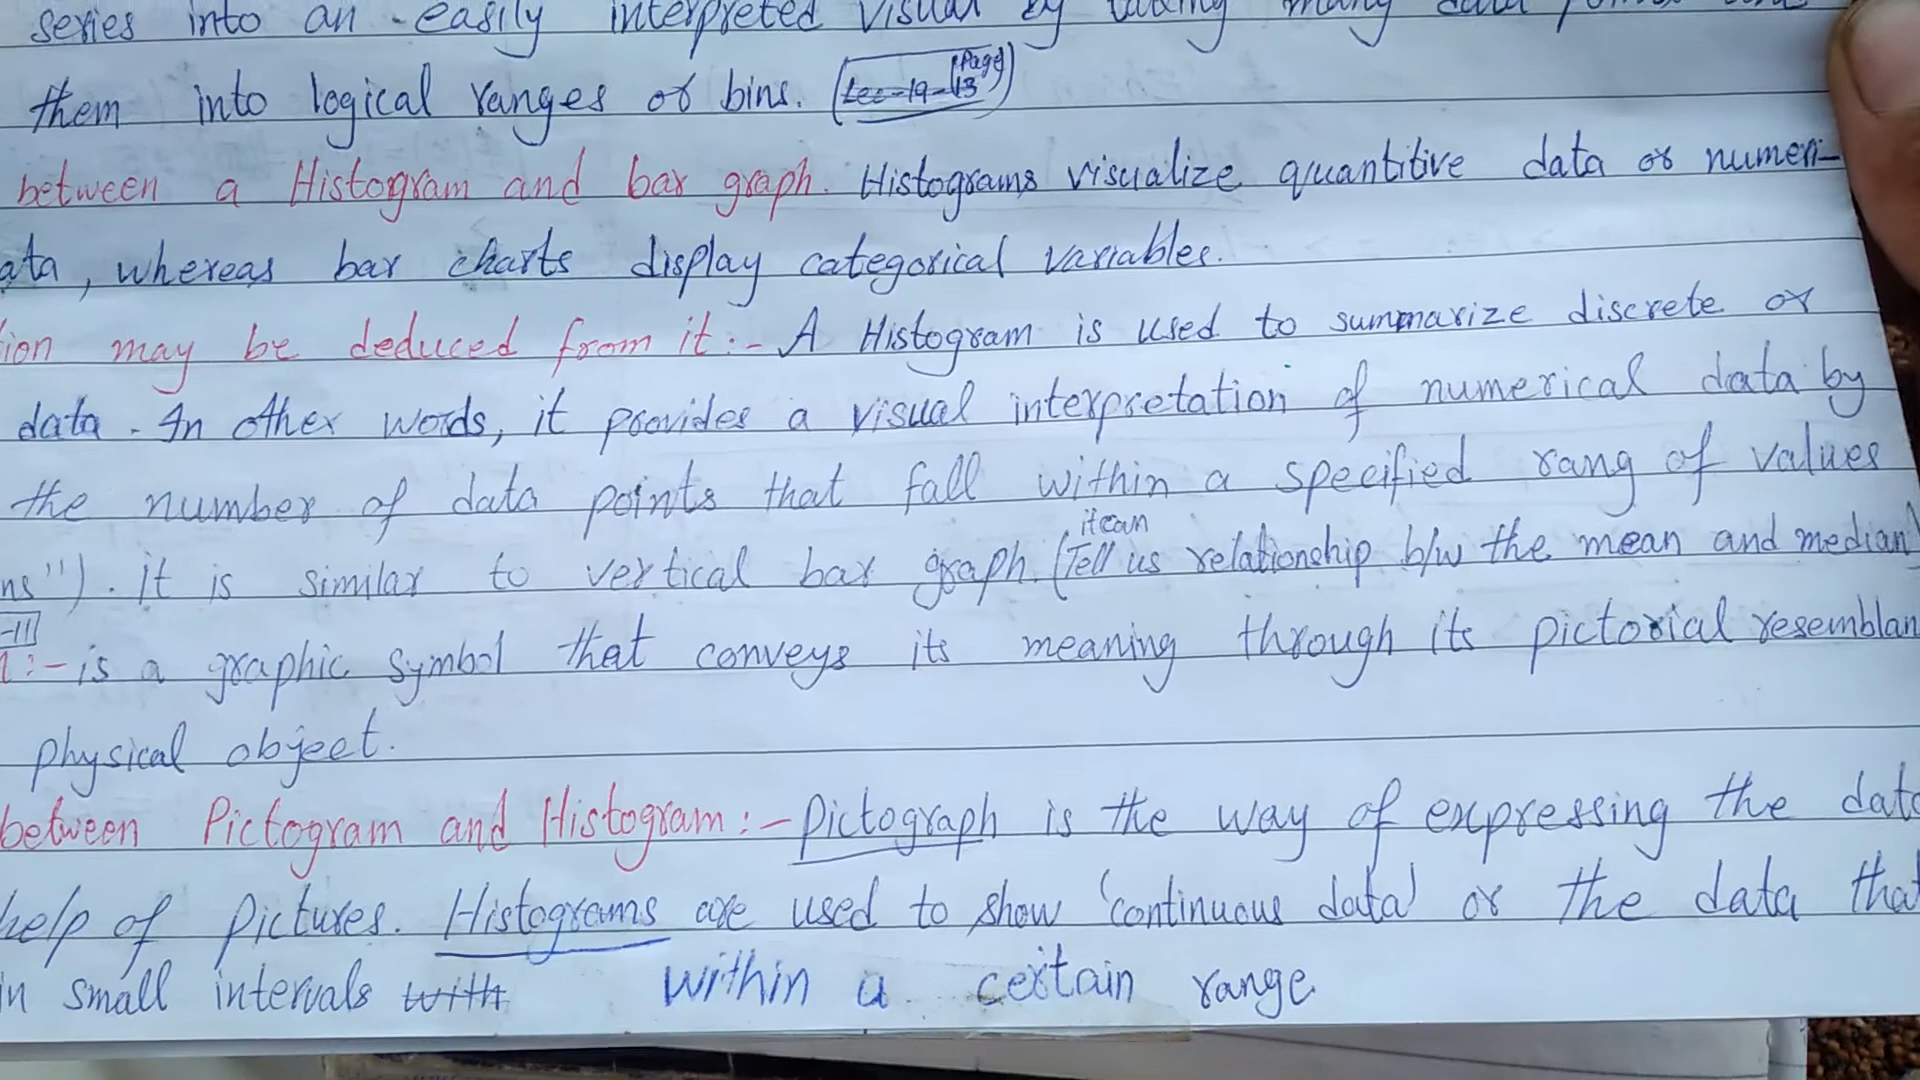 series into an easily interpreted visual by taking many data
them into logical ranges or bins. (Lec-19-(Page 13))
between a Histogram and bar graph. Histograms visualize quantitive data or numeri-
ata, whereas bar charts display categorical variables.
ion may be deduced from it:- A Histogram is used to summarize discrete or
data. In other words, it provides a visual interpretation of numerical data by
the number of data points that fall within a specified rang of values
ns"). it is similar to vertical bar graph. (it can Tell us relationship b/w the mean and median)
-11
:- is a graphic symbol that conveys its meaning through its pictorial resemblan
physical object.
between Pictogram and Histogram:- Pictograph is the way of expressing the data
help of Pictures. Histograms are used to show 'continuous data' or the data that
in small intervals with within a certain range